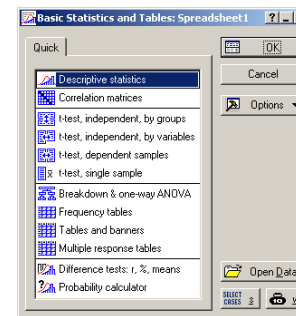 Basic Statistics and Tables: Spreadsheet1
Quick
OK
Cancel
Options
Descriptive statistics
Correlation matrices
t-test, independent, by groups
t-test, independent, by variables
t-test, dependent samples
t-test, single sample
Breakdown & one-way ANOVA
Frequency tables
Tables and banners
Multiple response tables
Difference tests: r, %, means
Probability calculator
Open Data
SELECT CASES S